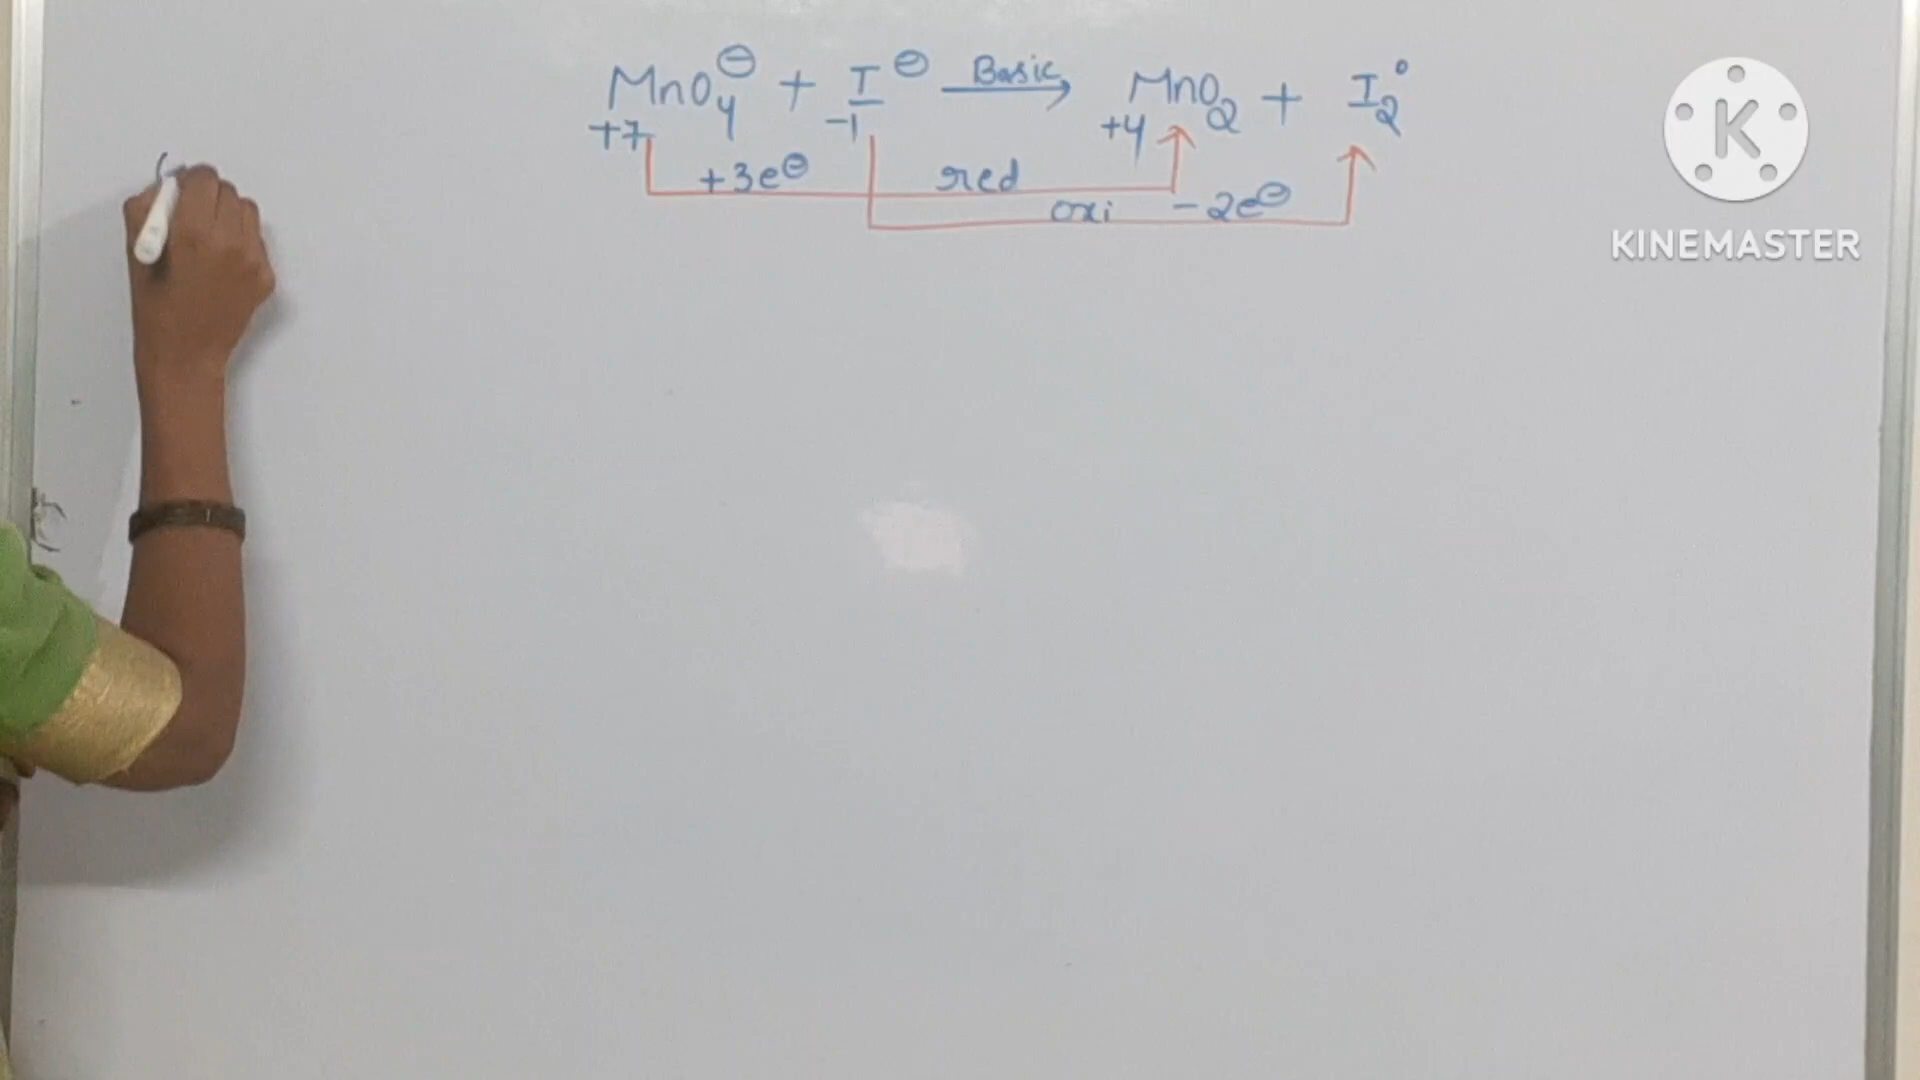 MnO₄⊖ + I⊖ Basic→ MnO₂ + I₂°
+7 -1 +4
+3e⊖ red
oxi -2e⊖
K
KINEMASTER